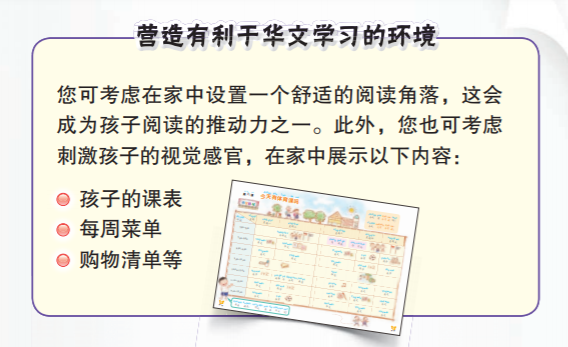 营造有利于华文学习的环境
您可考虑在家中设置一个舒适的阅读角落，这会
成为孩子阅读的推动力之一。此外，您也可考虑
刺激孩子的视觉感官，在家中展示以下内容：
孩子的课表
每周菜单
购物清单等